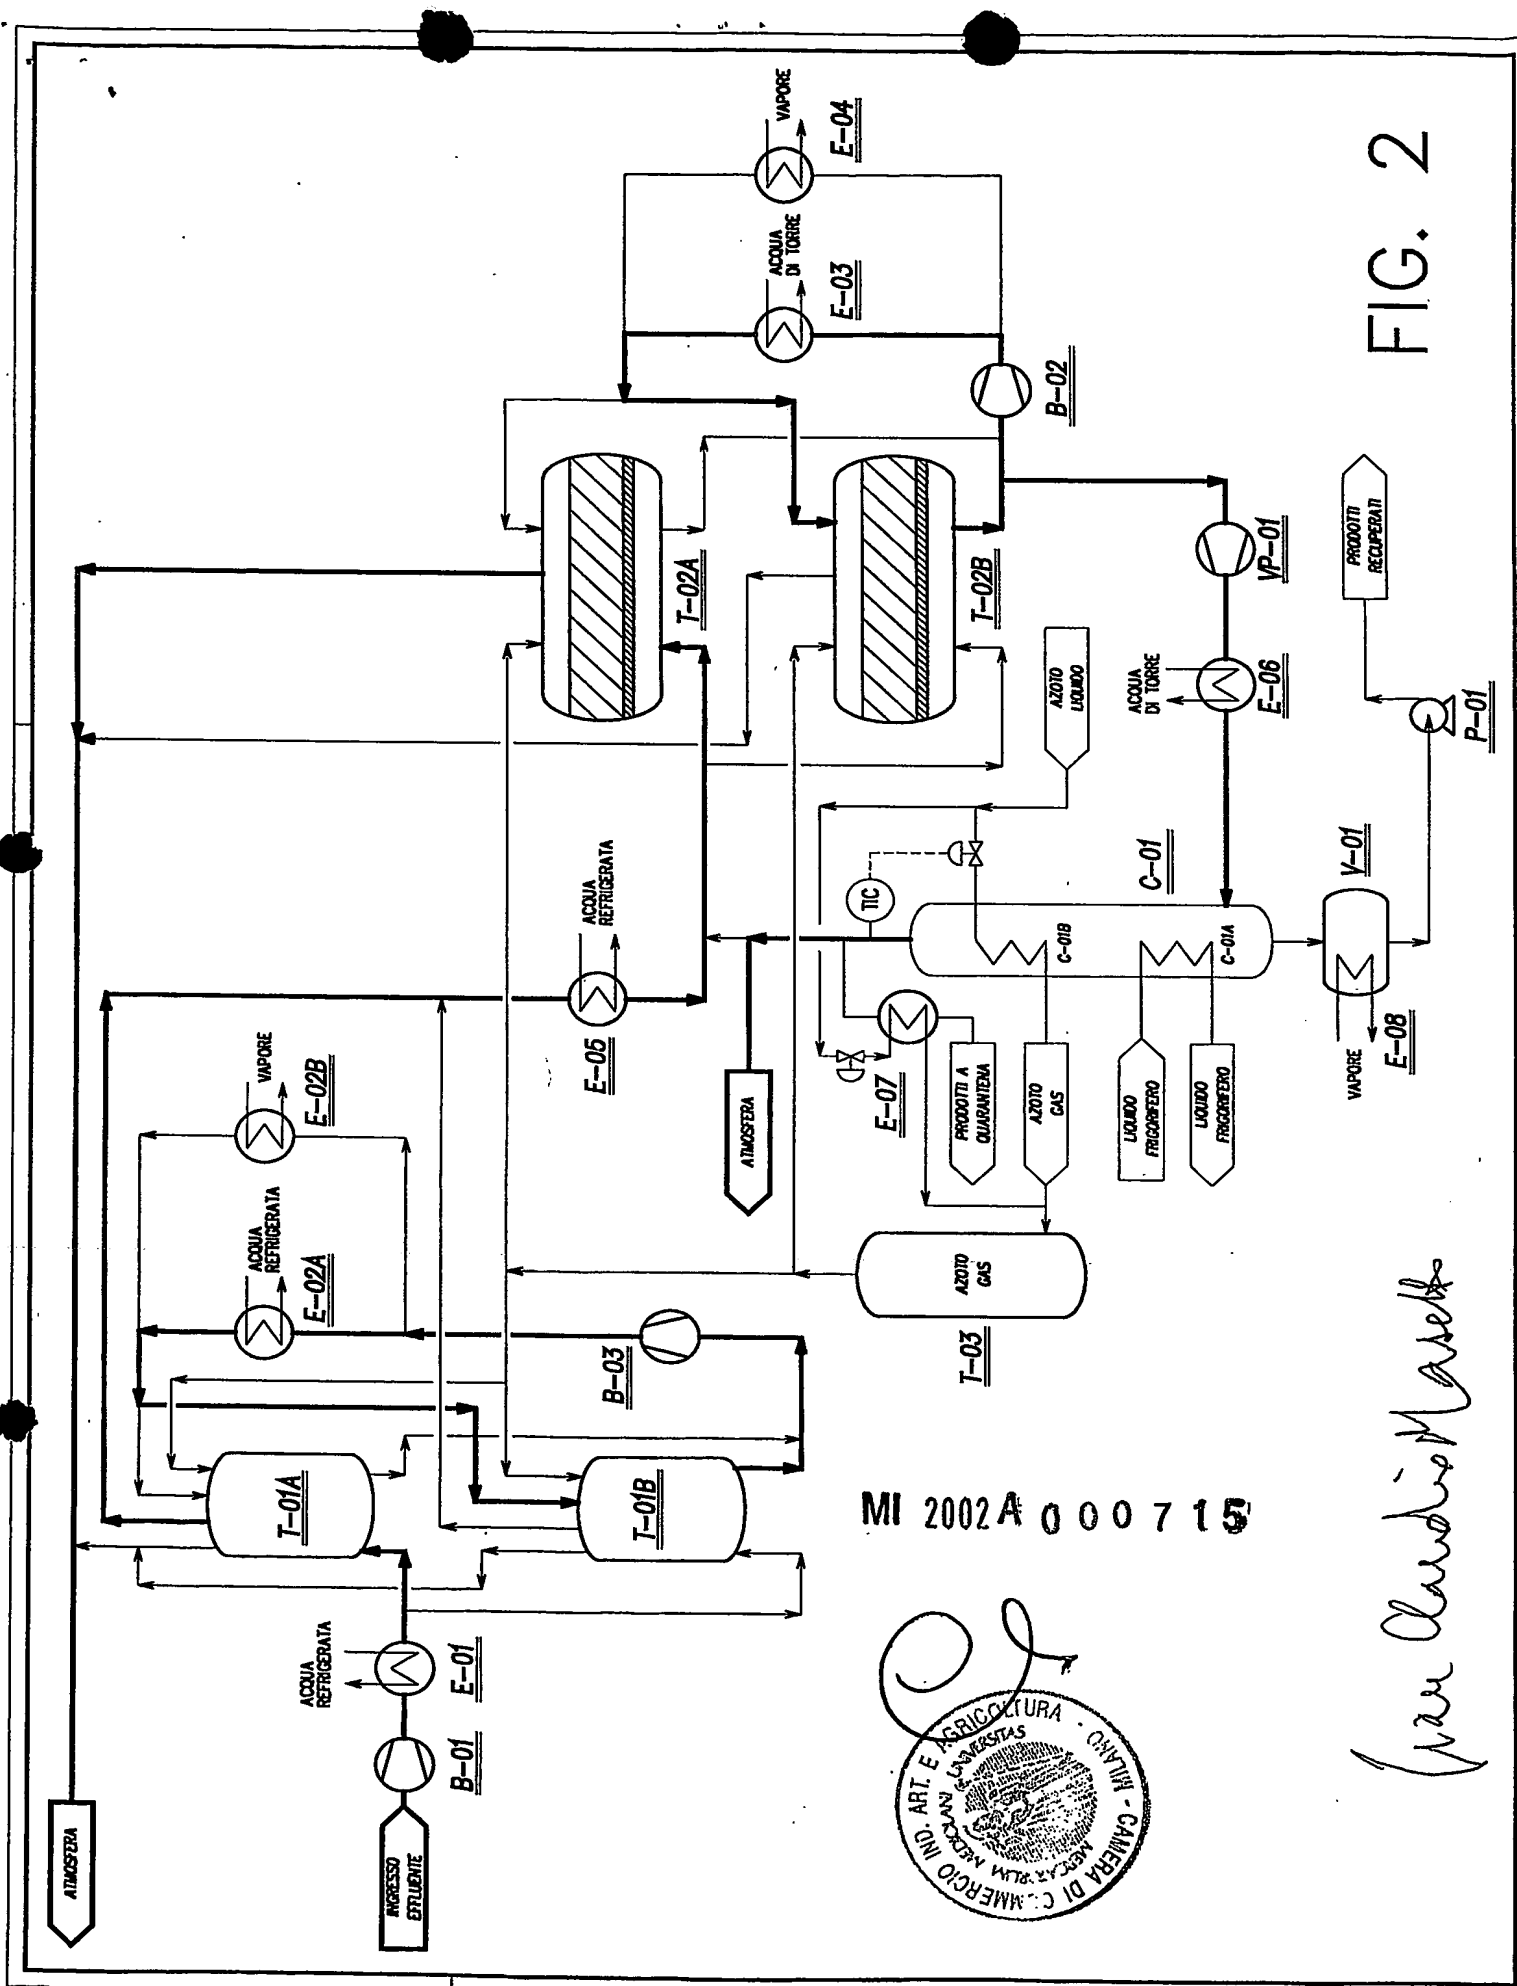 ATMOSFERA
INGRESSO
EFFLUENTE
B-01
E-01
ACQUA
REFRIGERATA
T-01A
T-01B
ACQUA
REFRIGERATA
E-02A
VAPORE
E-02B
B-03
ACQUA
REFRIGERATA
E-05
ATMOSFERA
T-02A
T-02B
ACQUA
DI TORRE
E-03
VAPORE
E-04
B-02
AZOTO
LIQUIDO
TIC
E-07
PRODOTTI A
QUARANTENA
AZOTO
GAS
LIQUIDO
FRIGORIFERO
LIQUIDO
FRIGORIFERO
AZOTO
GAS
T-03
C-01
C-01B
C-01A
ACQUA
DI TORRE
E-06
VP-01
V-01
VAPORE
E-08
P-01
PRODOTTI
RECUPERATI
MI 2002 A 000715
CAMERA DI COMMERCIO IND. ART. E AGRICOLTURA - MILANO -
FIG. 2